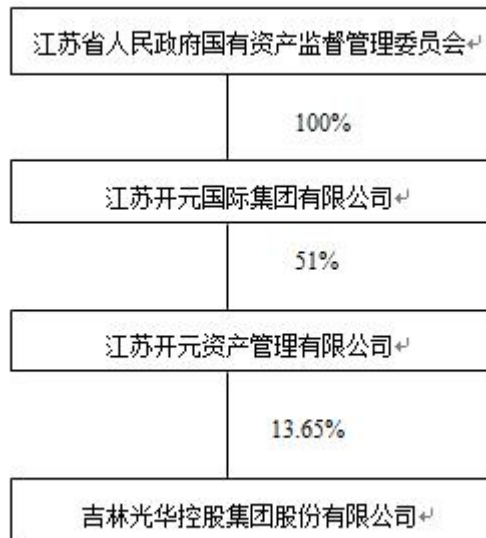 江苏省人民政府国有资产监督管理委员会
100%
江苏开元国际集团有限公司
51%
江苏开元资产管理有限公司
13.65%
吉林光华控股集团股份有限公司